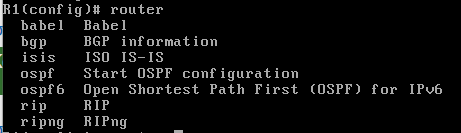 R1(config)# router
babel Babel
bgp BGP information
isis ISO IS-IS
ospf Start OSPF configuration
ospf6 Open Shortest Path First (OSPF) for IPv6
rip RIP
ripng RIPng